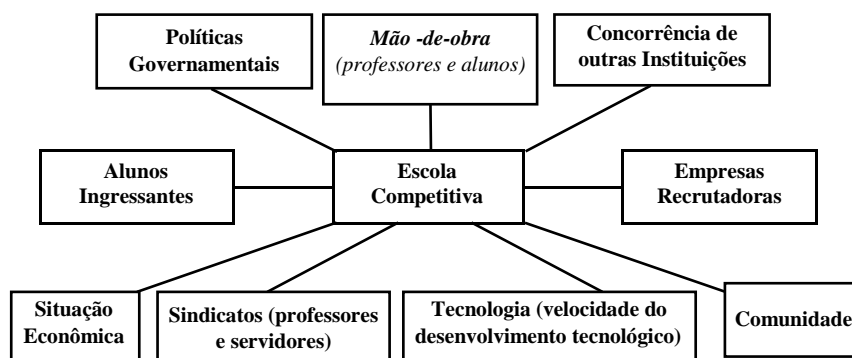 Políticas
Governamentais
Mão -de-obra
(professores e alunos)
Concorrência de
outras Instituições
Alunos
Ingressantes
Escola
Competitiva
Empresas
Recrutadoras
Situação
Econômica
Sindicatos (professores
e servidores)
Tecnologia (velocidade do
desenvolvimento tecnológico)
Comunidade